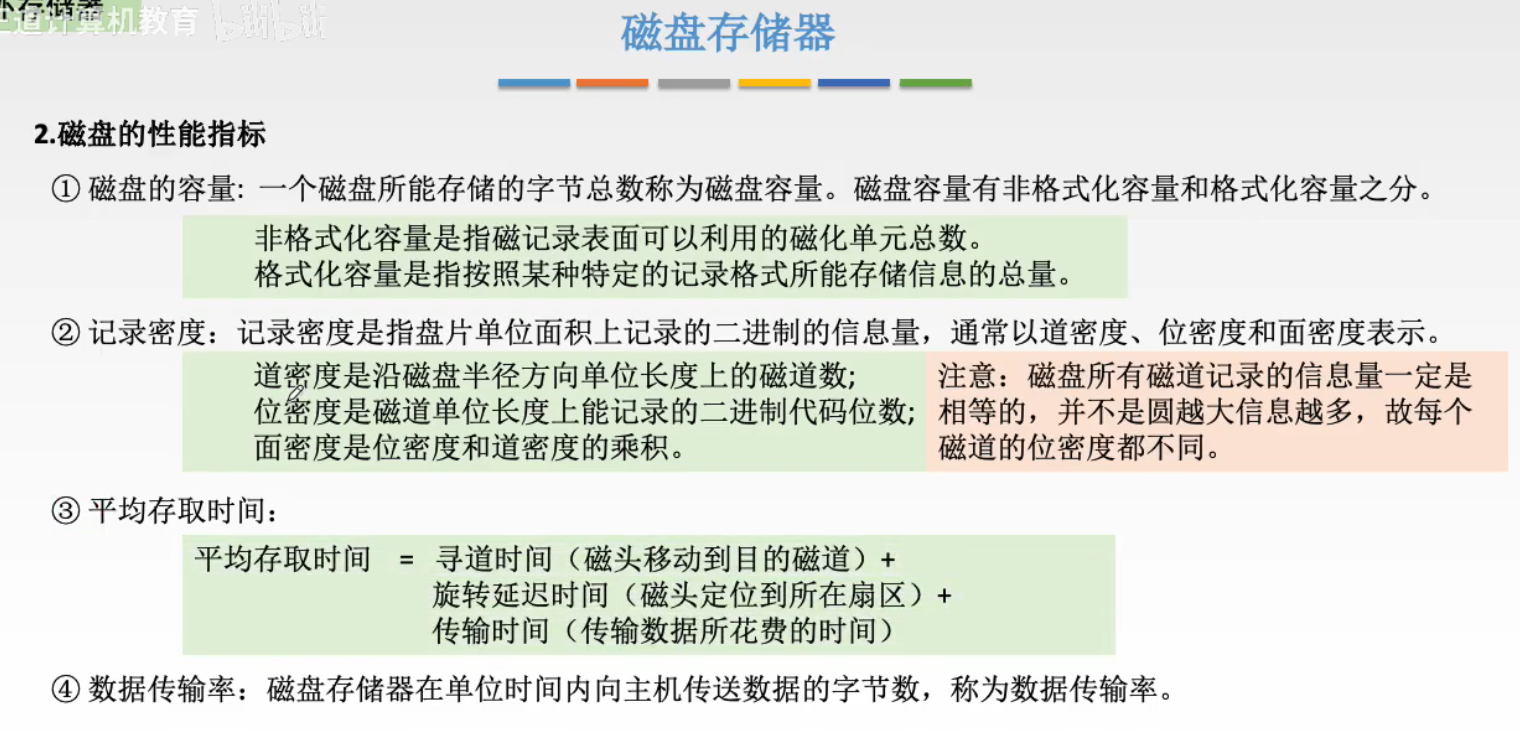 外存储器
王道计算机教育 bilibili
磁盘存储器
2.磁盘的性能指标
① 磁盘的容量: 一个磁盘所能存储的字节总数称为磁盘容量。磁盘容量有非格式化容量和格式化容量之分。
非格式化容量是指磁记录表面可以利用的磁化单元总数。
格式化容量是指按照某种特定的记录格式所能存储信息的总量。
② 记录密度：记录密度是指盘片单位面积上记录的二进制的信息量，通常以道密度、位密度和面密度表示。
道密度是沿磁盘半径方向单位长度上的磁道数;
位密度是磁道单位长度上能记录的二进制代码位数;
面密度是位密度和道密度的乘积。
注意：磁盘所有磁道记录的信息量一定是
相等的，并不是圆越大信息越多，故每个
磁道的位密度都不同。
③ 平均存取时间：
平均存取时间 = 寻道时间（磁头移动到目的磁道）+
旋转延迟时间（磁头定位到所在扇区）+
传输时间（传输数据所花费的时间）
④ 数据传输率：磁盘存储器在单位时间内向主机传送数据的字节数，称为数据传输率。